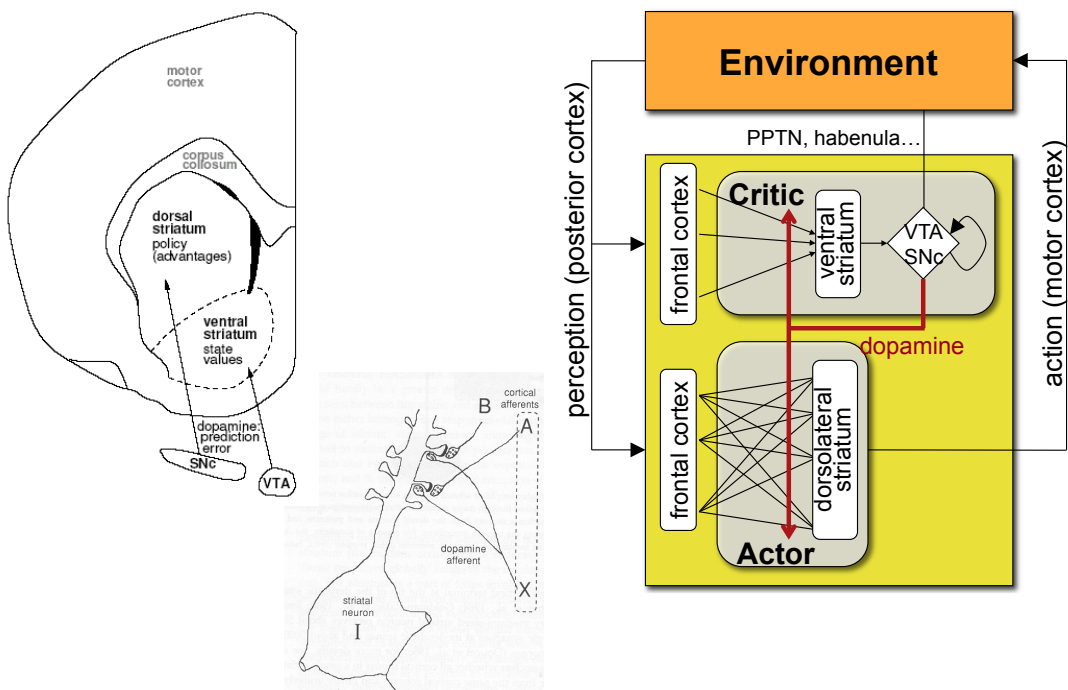 motor
cortex
corpus
collosum
dorsal
striatum
policy
(advantages)
ventral
striatum
state
values
dopamine:
prediction
error
SNc
VTA
cortical
afferents
B
A
dopamine
afferent
X
striatal
neuron
I
Environment
perception (posterior cortex)
action (motor cortex)
PPTN, habenula…
Critic
frontal cortex
ventral
striatum
VTA
SNc
dopamine
frontal cortex
dorsolateral
striatum
Actor